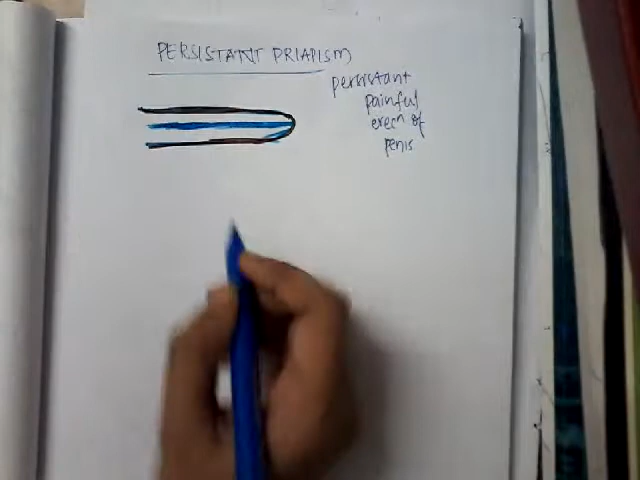 PERSISTANT PRIAPISM
persistant
painful
erecn of
penis